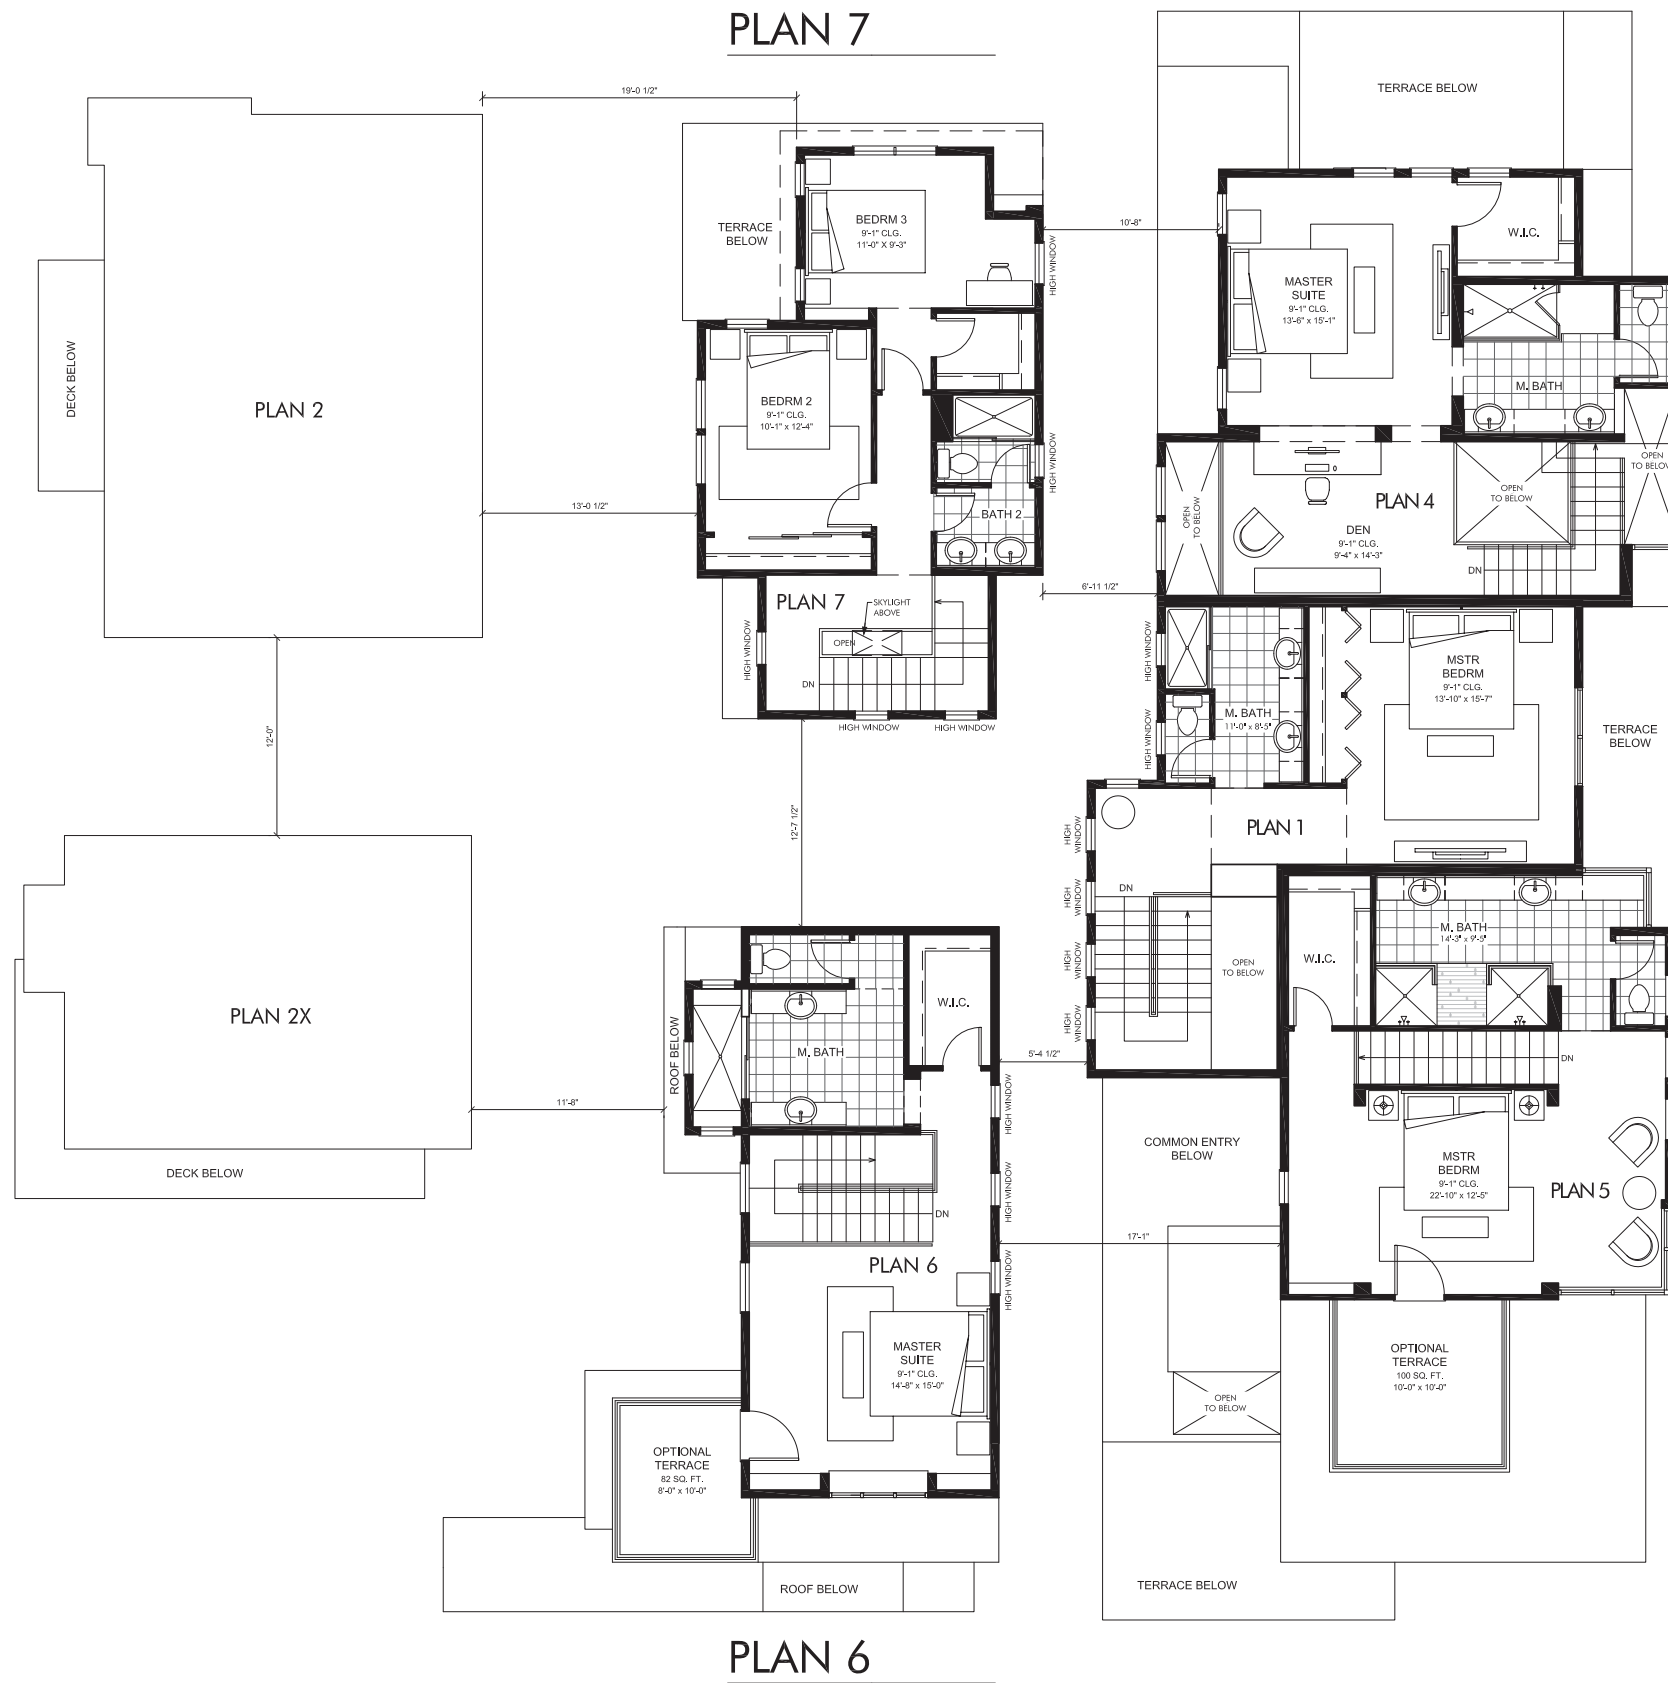 PLAN 7
TERRACE BELOW
19'-0 1/2"
BEDRM 3
9'-1" CLG.
11'-0" X 9'-3"
TERRACE
BELOW
HIGH WINDOW
10'-8"
W.I.C.
MASTER
SUITE
9'-1" CLG.
13'-6" x 15'-1"
DECK BELOW
PLAN 2
BEDRM 2
9'-1" CLG.
10'-1" x 12'-4"
M. BATH
HIGH WINDOW
OPEN
TO BELOW
13'-0 1/2"
BATH 2
OPEN
TO BELOW
PLAN 4
OPEN
TO BELOW
DEN
9'-1" CLG.
9'-4" x 14'-3"
DN
6'-11 1/2"
PLAN 7
SKYLIGHT
ABOVE
OPEN
DN
HIGH WINDOW
HIGH WINDOW
HIGH WINDOW
HIGH WINDOW
HIGH WINDOW
M. BATH
11'-0" x 8'-5"
MSTR
BEDRM
9'-1" CLG.
13'-10" x 15'-7"
TERRACE
BELOW
12'-0"
12'-7 1/2"
PLAN 1
HIGH
WINDOW
HIGH
WINDOW
HIGH
WINDOW
HIGH
WINDOW
DN
OPEN
TO BELOW
W.I.C.
M. BATH
14'-3" x 9'-5"
PLAN 2X
W.I.C.
M. BATH
ROOF BELOW
5'-4 1/2"
DN
11'-8"
HIGH WINDOW
HIGH WINDOW
HIGH WINDOW
COMMON ENTRY
BELOW
DECK BELOW
MSTR
BEDRM
9'-1" CLG.
22'-10" x 12'-5"
PLAN 5
DN
17'-1"
PLAN 6
MASTER
SUITE
9'-1" CLG.
14'-8" x 15'-0"
OPTIONAL
TERRACE
100 SQ. FT.
10'-0" x 10'-0"
OPEN
TO BELOW
OPTIONAL
TERRACE
82 SQ. FT.
8'-0" x 10'-0"
ROOF BELOW
TERRACE BELOW
PLAN 6